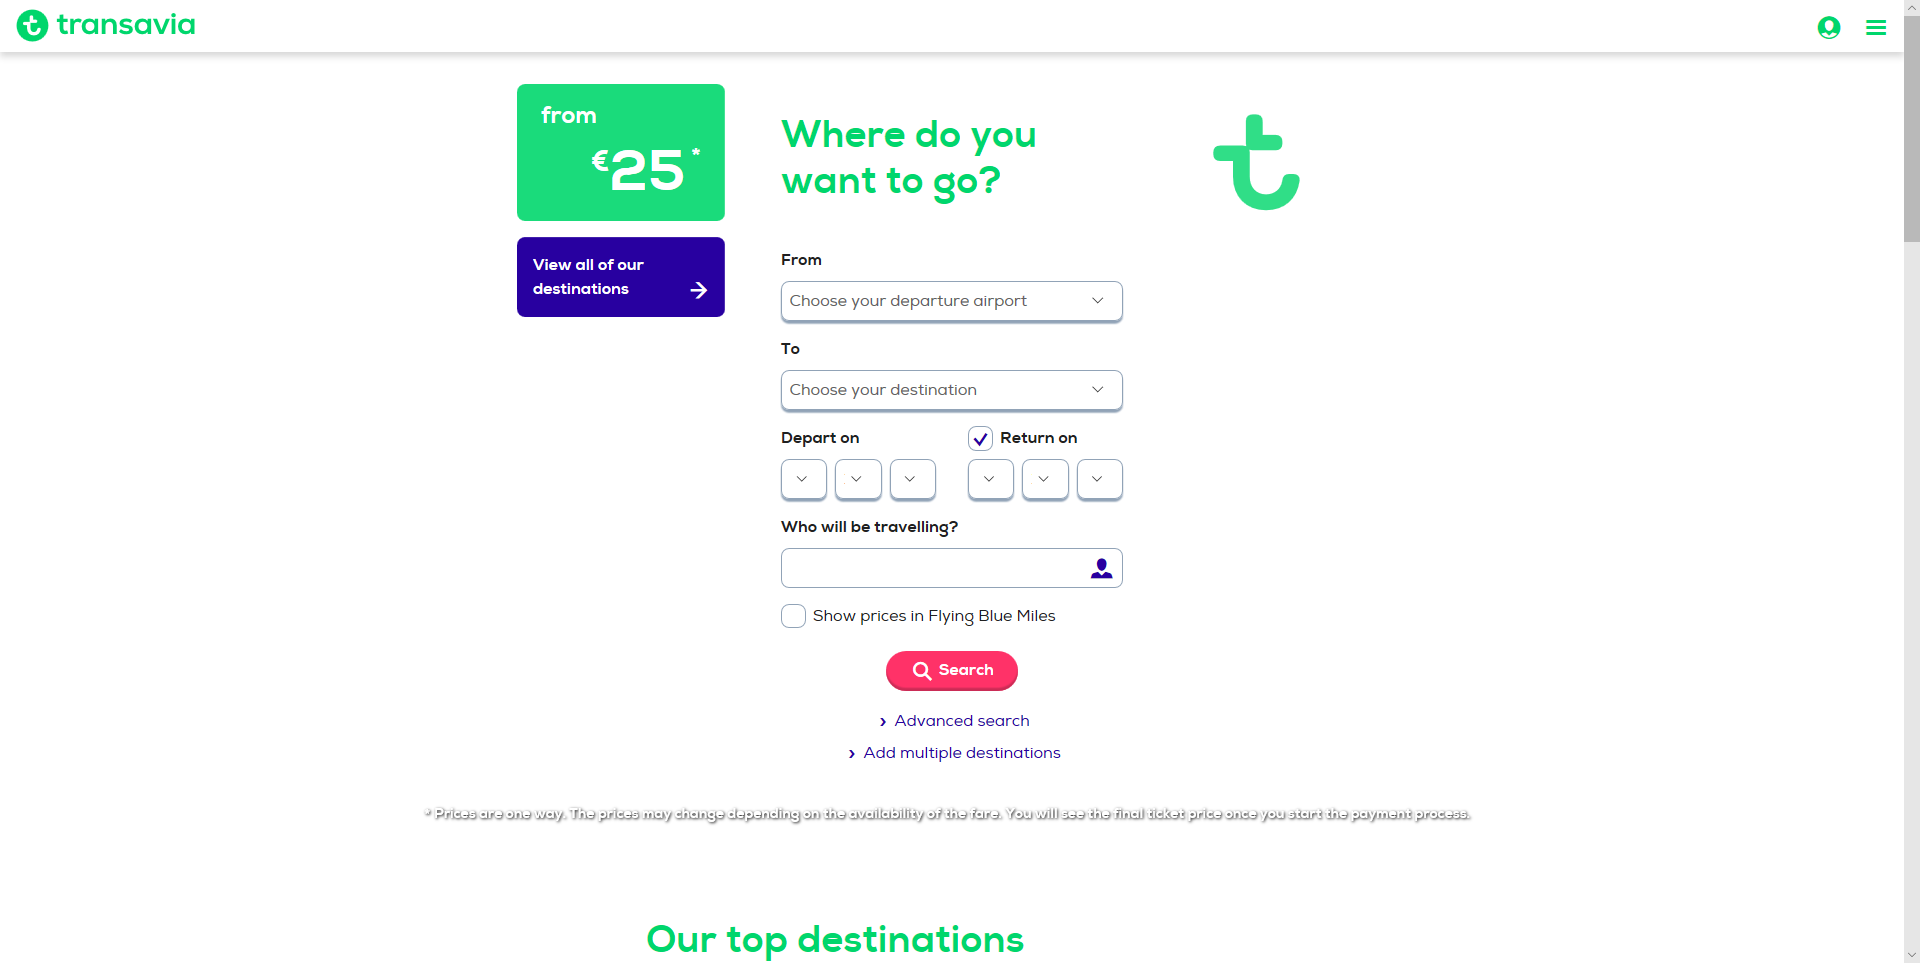 transavia
from
€25*
View all of our
destinations
Where do you
want to go?
From
Choose your departure airport
To
Choose your destination
Depart on
Return on
Who will be travelling?
Show prices in Flying Blue Miles
Search
Advanced search
Add multiple destinations
* Prices are one way. The prices may change depending on the availability of the fare. You will see the final ticket price once you start the payment process.
Our top destinations